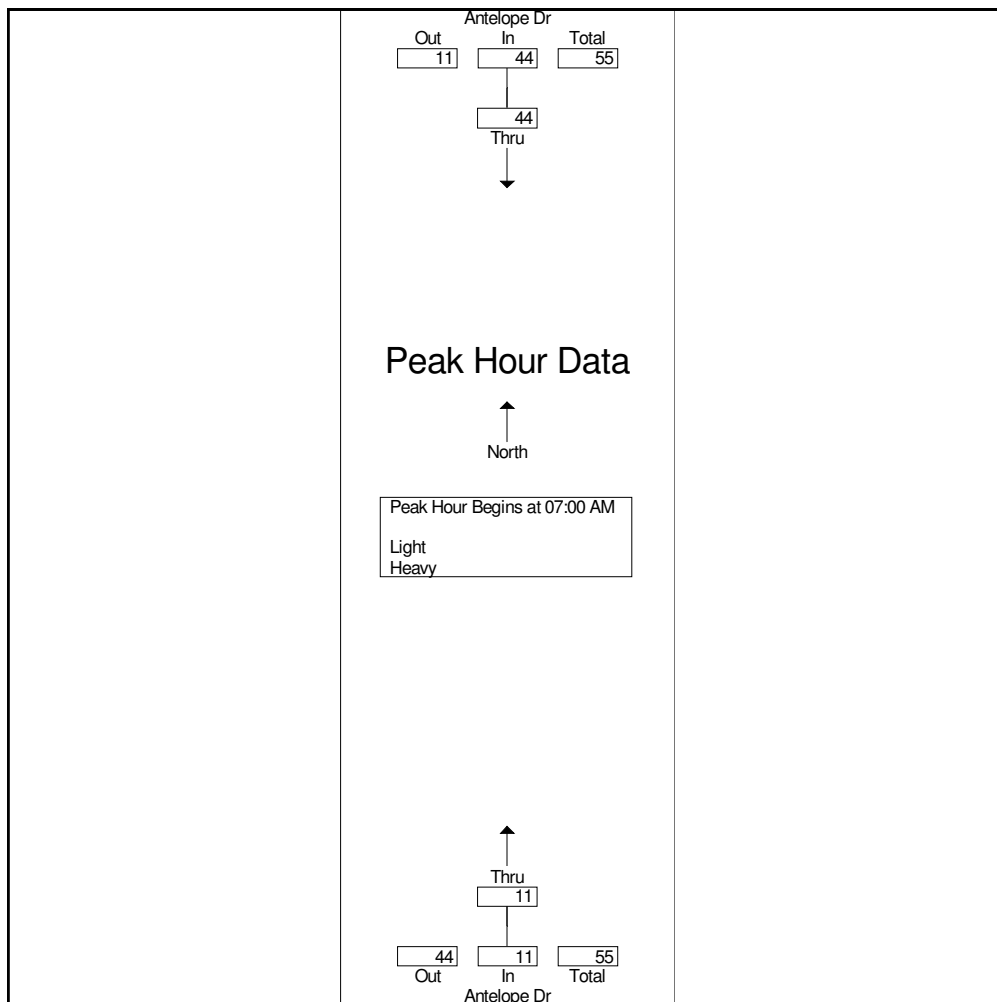 Antelope Dr
Out In Total
11 44 55
44
Thru
Peak Hour Data
North
Peak Hour Begins at 07:00 AM
Light
Heavy
Thru
11
44 11 55
Out In Total
Antelope Dr